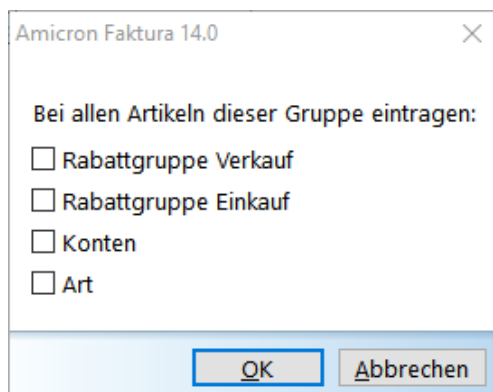 Amicron Faktura 14.0
Bei allen Artikeln dieser Gruppe eintragen:
Rabattgruppe Verkauf
Rabattgruppe Einkauf
Konten
Art
OK
Abbrechen